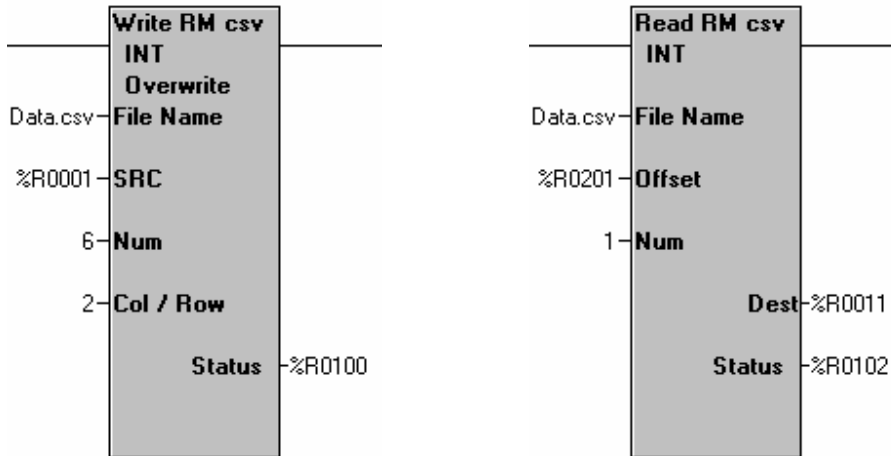 Write RM csv
INT
Overwrite
Data.csv File Name
%R0001 SRC
6 Num
2 Col / Row
Status %R0100
Read RM csv
INT
Data.csv File Name
%R0201 Offset
1 Num
Dest %R0011
Status %R0102